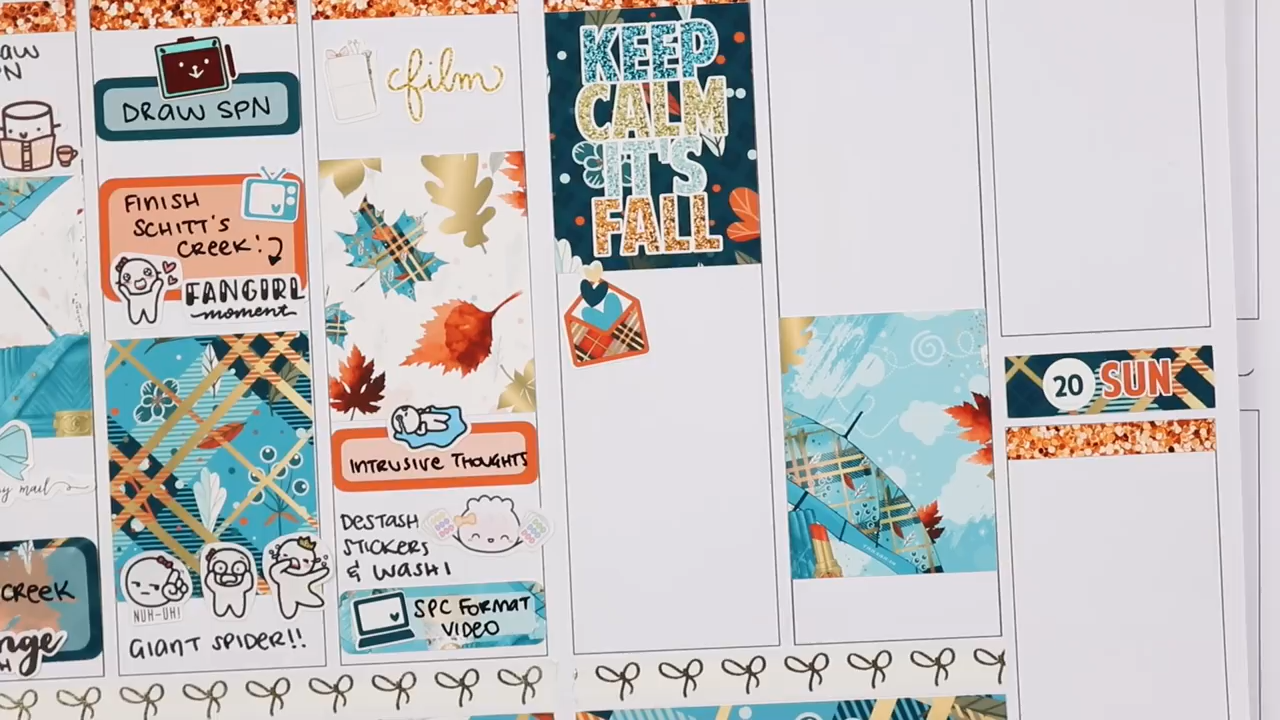 DRAW SPN
FINISH
SCHITT'S
CREEK!
FANGIRL
moment
NUH-UH!
GIANT SPIDER!!
CREEK
film
INTRUSIVE THOUGHTS
DESTASH
STICKERS
& WASHI
SPC FORMAT
VIDEO
KEEP
CALM
IT'S
FALL
20 SUN
mail